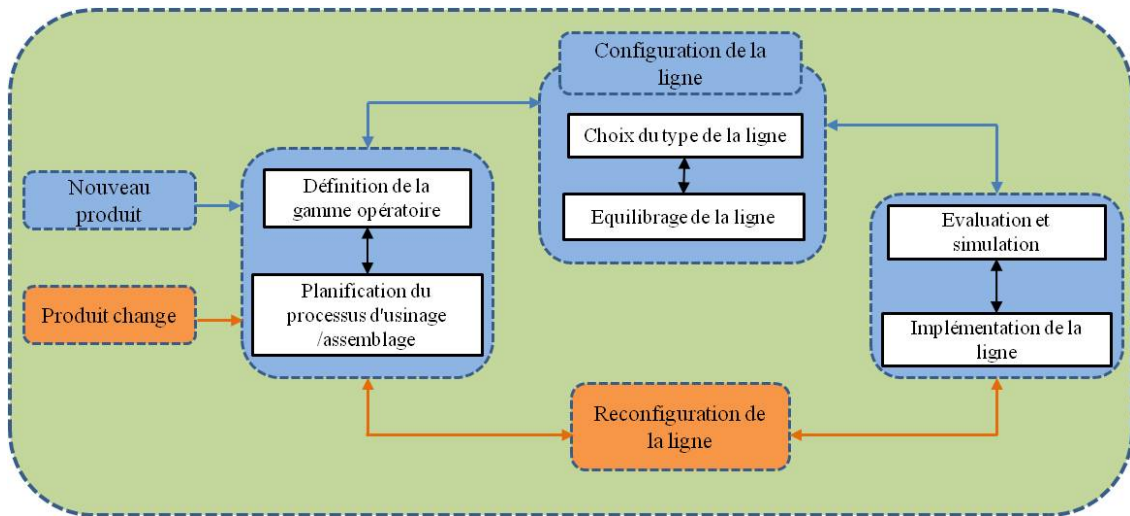 Configuration de la
ligne
Choix du type de la ligne
Equilibrage de la ligne
Nouveau
produit
Définition de la
gamme opératoire
Evaluation et
simulation
Produit change
Planification du
processus d'usinage
/assemblage
Implémentation de la
ligne
Reconfiguration de
la ligne